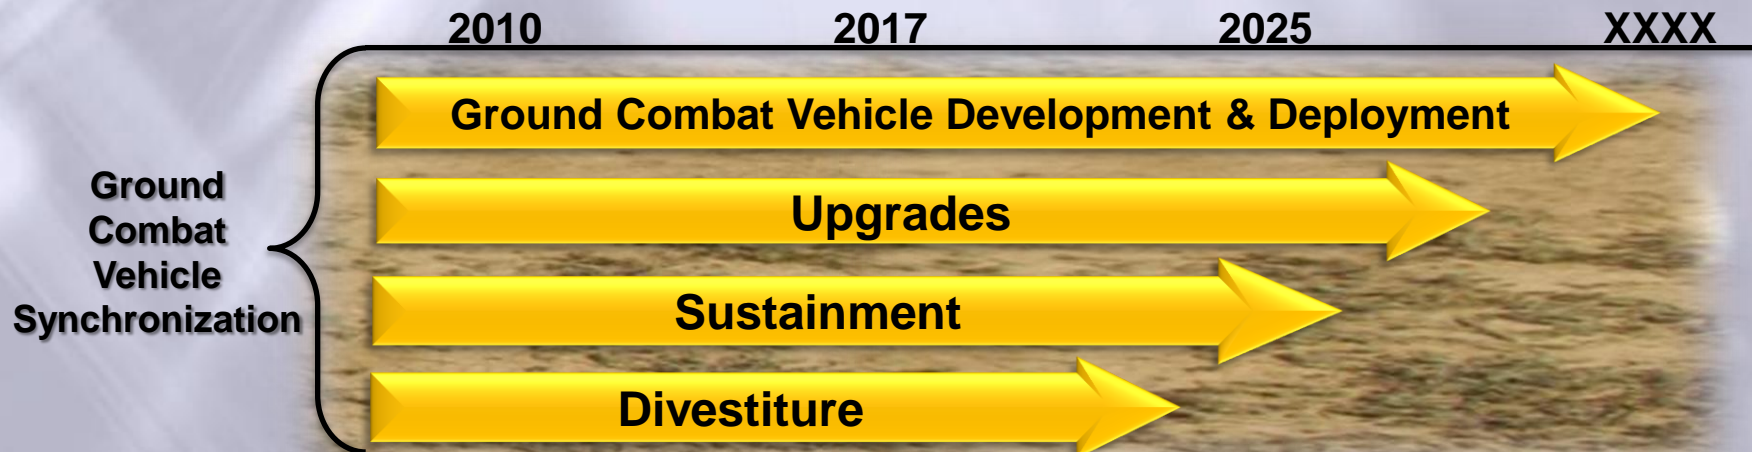 2010 2017 2025 XXXX
Ground Combat Vehicle Development & Deployment
Upgrades
Ground
Combat
Vehicle
Synchronization
Sustainment
Divestiture